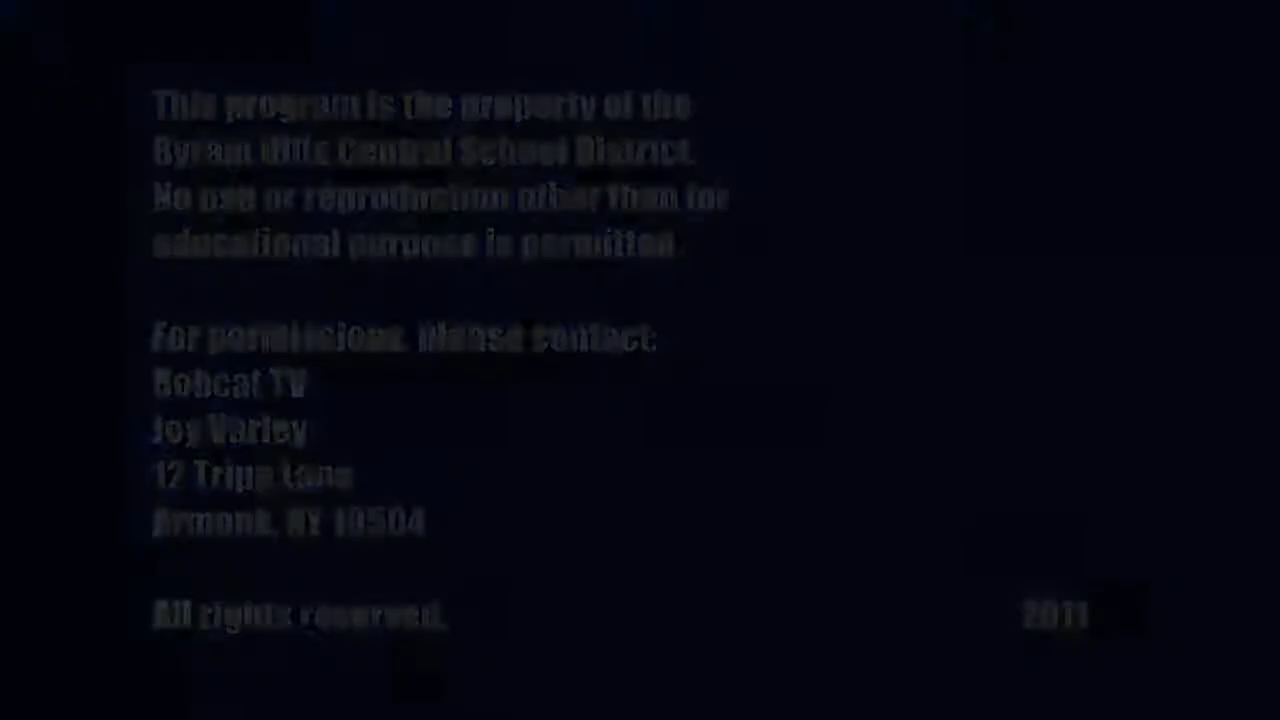 This program is the property of the
Byram Hills Central School District.
No use or reproduction other than for
educational purpose is permitted.
For permissions, please contact:
Bobcat TV
Joy Varley
12 Tripp Lane
Armonk, NY 10504
All rights reserved.
2011